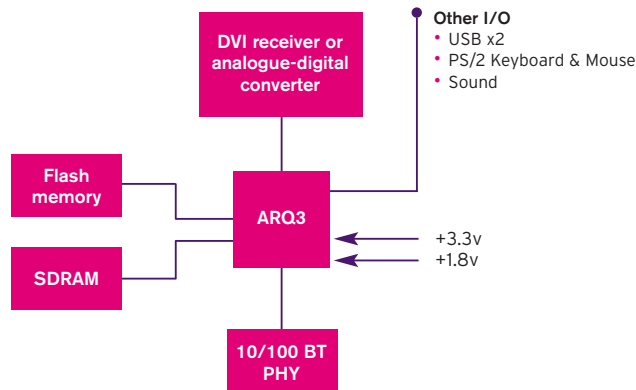 DVI receiver or
analogue-digital
converter
Other I/O
• USB x2
• PS/2 Keyboard & Mouse
• Sound
Flash
memory
ARQ3
SDRAM
+3.3v
+1.8v
10/100 BT
PHY